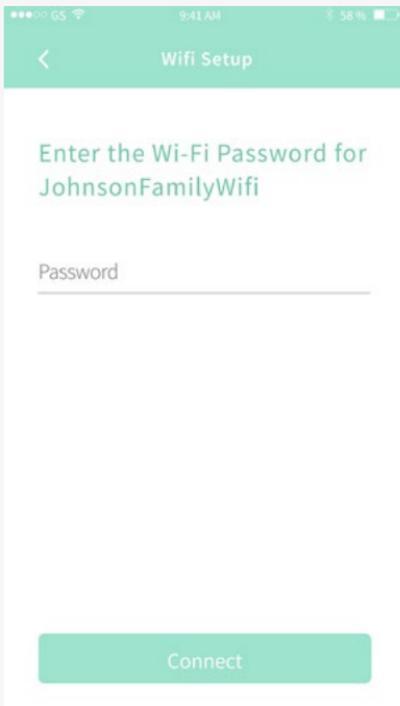 GS 9:41 AM 58%
Wifi Setup
Enter the Wi-Fi Password for
JohnsonFamilyWifi
Password
Connect